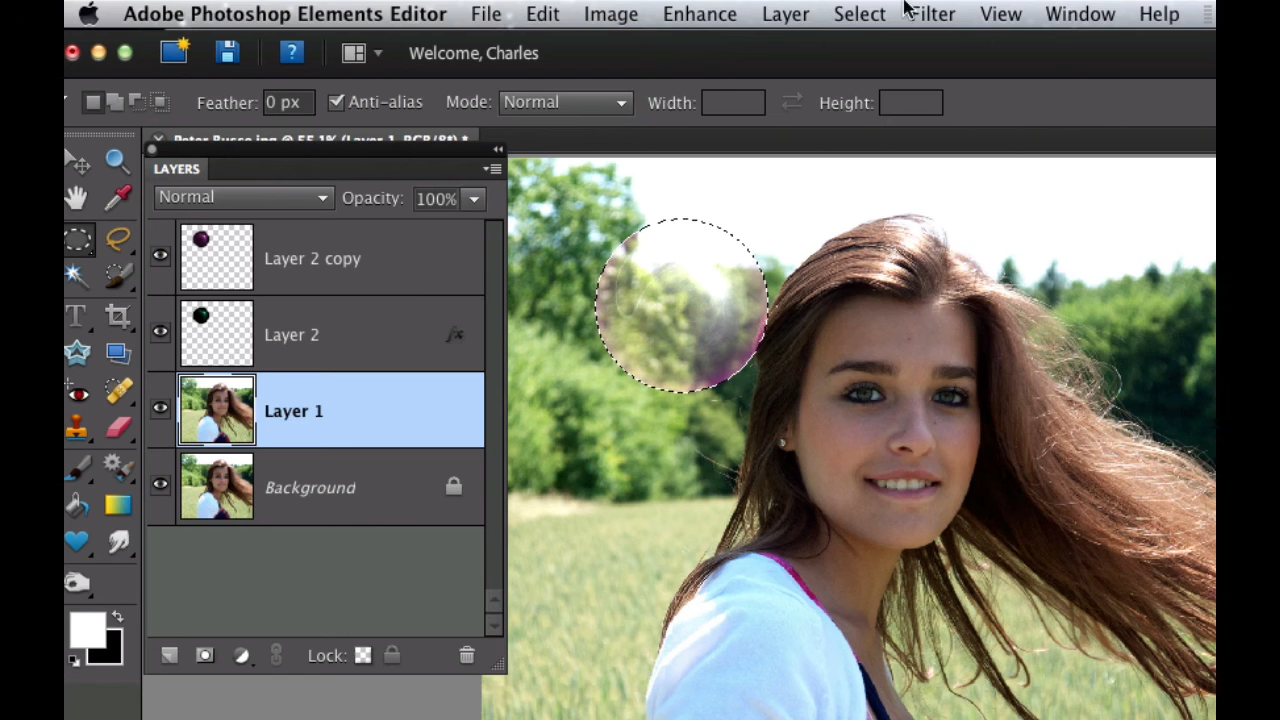 Adobe Photoshop Elements Editor File Edit Image Enhance Layer Select Filter View Window Help
Welcome, Charles
Feather: 0 px Anti-alias Mode: Normal Width: Height:
LAYERS
Normal Opacity: 100%
Layer 2 copy
Layer 2 fx
Layer 1
Background
Lock: